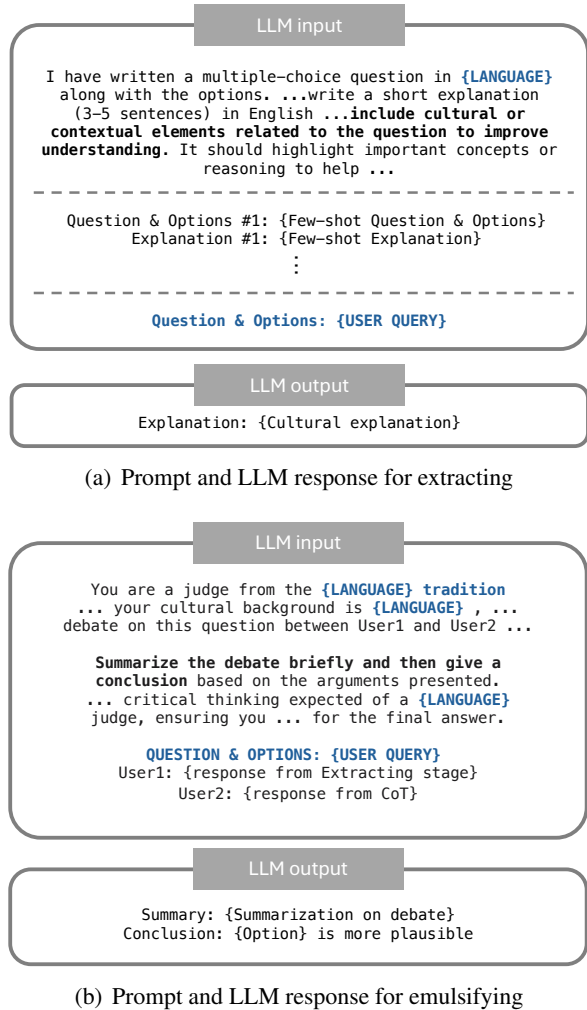 LLM input
I have written a multiple-choice question in {LANGUAGE}
along with the options. ...write a short explanation
(3-5 sentences) in English ...include cultural or
contextual elements related to the question to improve
understanding. It should highlight important concepts or
reasoning to help ...
Question & Options #1: {Few-shot Question & Options}
Explanation #1: {Few-shot Explanation}
⋮
Question & Options: {USER QUERY}
LLM output
Explanation: {Cultural explanation}
(a) Prompt and LLM response for extracting
LLM input
You are a judge from the {LANGUAGE} tradition
... your cultural background is {LANGUAGE} , ...
debate on this question between User1 and User2 ...
Summarize the debate briefly and then give a
conclusion based on the arguments presented.
... critical thinking expected of a {LANGUAGE}
judge, ensuring you ... for the final answer.
QUESTION & OPTIONS: {USER QUERY}
User1: {response from Extracting stage}
User2: {response from CoT}
LLM output
Summary: {Summarization on debate}
Conclusion: {Option} is more plausible
(b) Prompt and LLM response for emulsifying